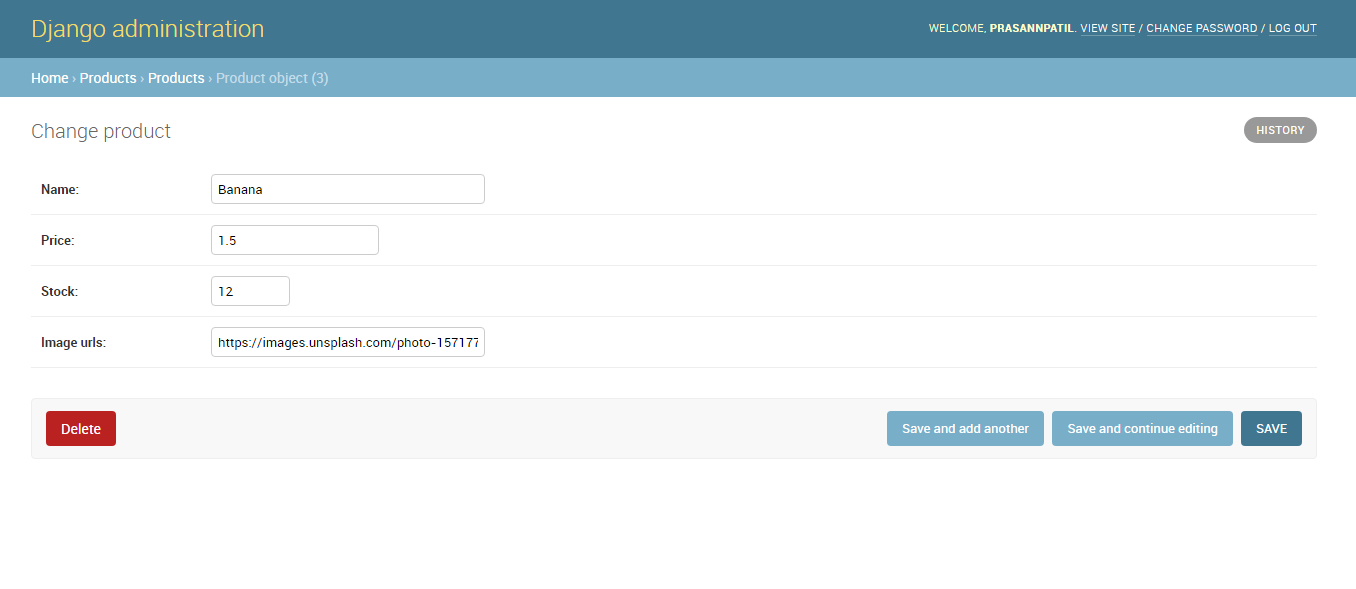 Django administration
WELCOME, PRASANNPATIL. VIEW SITE / CHANGE PASSWORD / LOG OUT
Home › Products › Products › Product object (3)
Change product
HISTORY
Name: Banana
Price: 1.5
Stock: 12
Image urls: https://images.unsplash.com/photo-157177
Delete Save and add another Save and continue editing SAVE